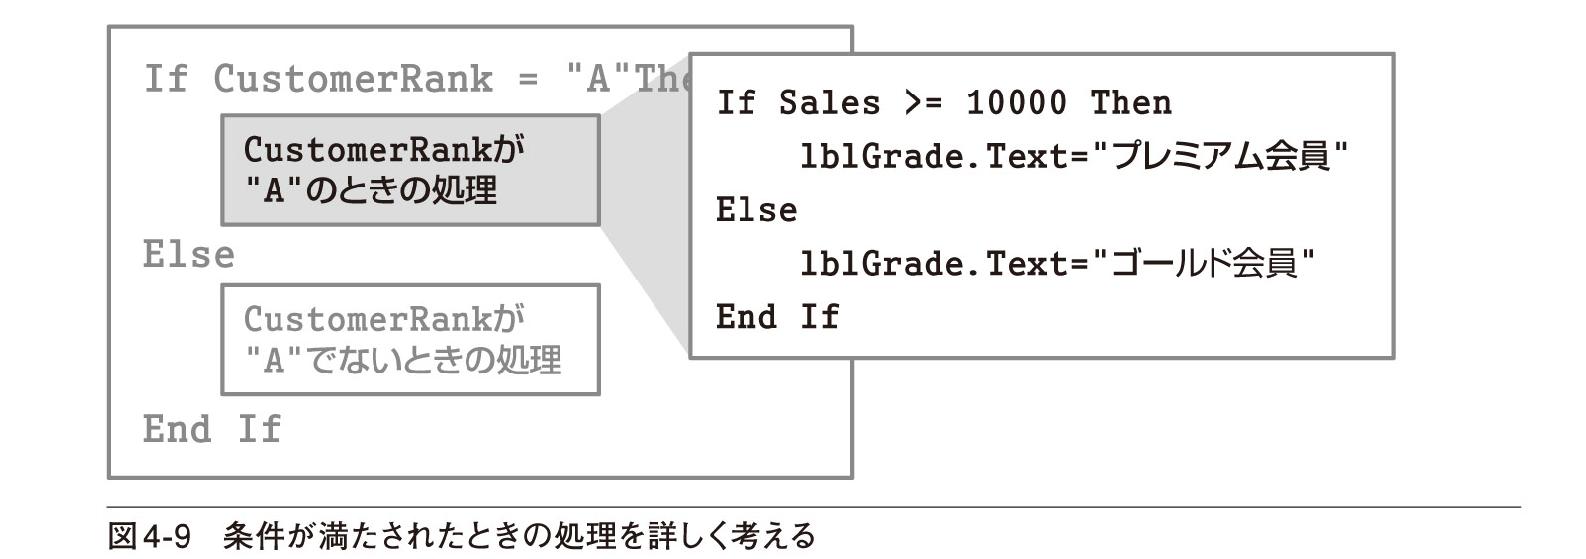 If CustomerRank = "A"The
CustomerRankが
"A"のときの処理
Else
CustomerRankが
"A"でないときの処理
End If
If Sales >= 10000 Then
lblGrade.Text="プレミアム会員"
Else
lblGrade.Text="ゴールド会員"
End If
図4-9 条件が満たされたときの処理を詳しく考える